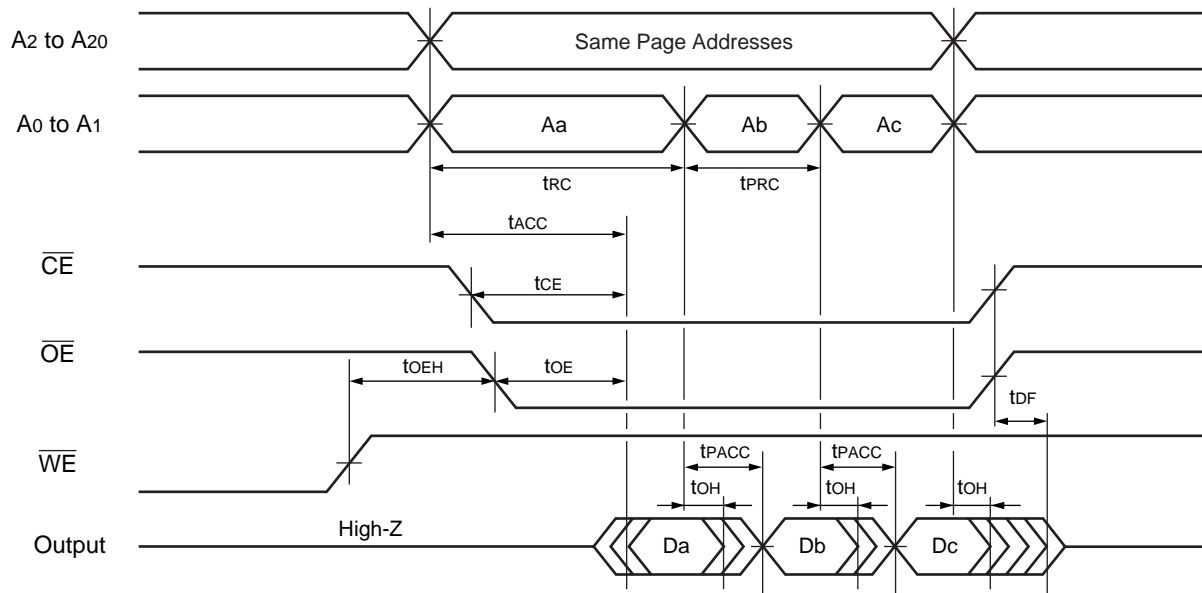 A2 to A20
Same Page Addresses
A0 to A1
Aa
Ab
Ac
tRC
tPRC
tACC
CE
tCE
OE
tOEH
tOE
tDF
WE
tPACC
tPACC
tOH
tOH
tOH
Output
High-Z
Da
Db
Dc